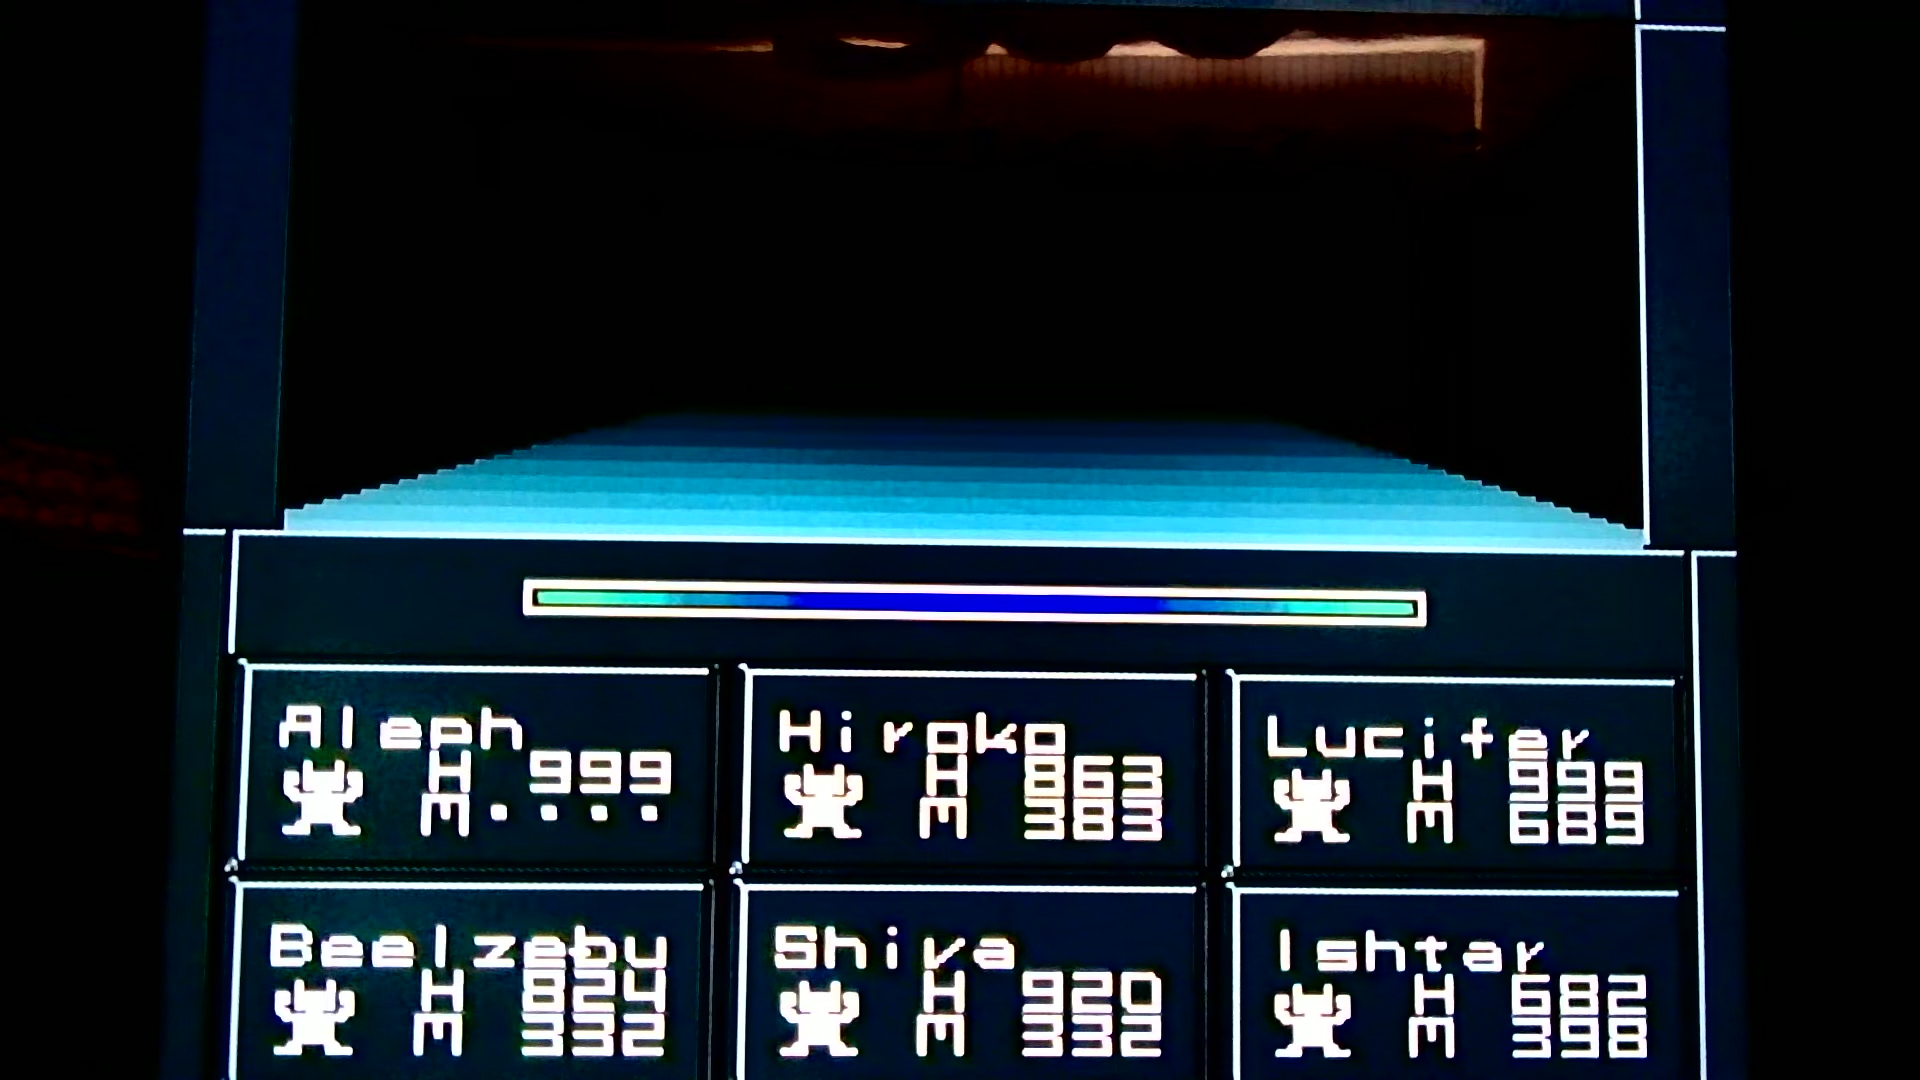 Aleph
H 999
M....
Hiroko
H 863
M 383
Lucifer
H 999
M 689
Beelzebu
H 824
M 332
Shiva
H 920
M 332
Ishtar
H 682
M 398